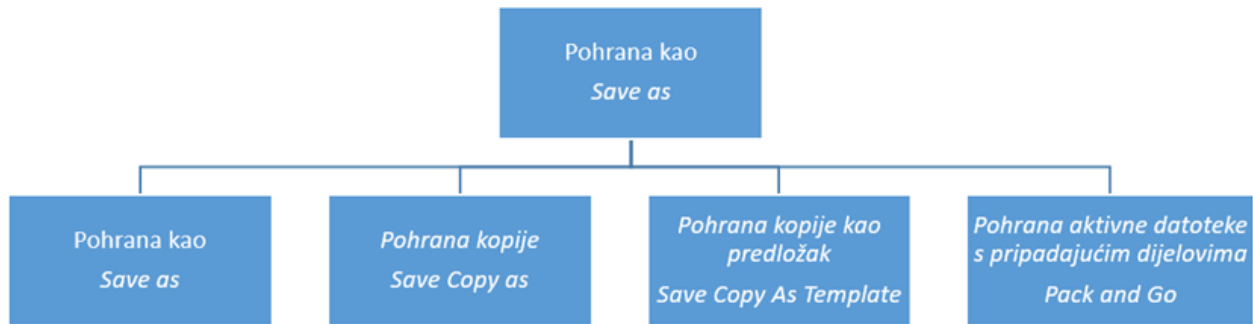 Pohrana kao
Save as
Pohrana kao
Save as
Pohrana kopije
Save Copy as
Pohrana kopije kao
predložak
Save Copy As Template
Pohrana aktivne datoteke
s pripadajućim dijelovima
Pack and Go